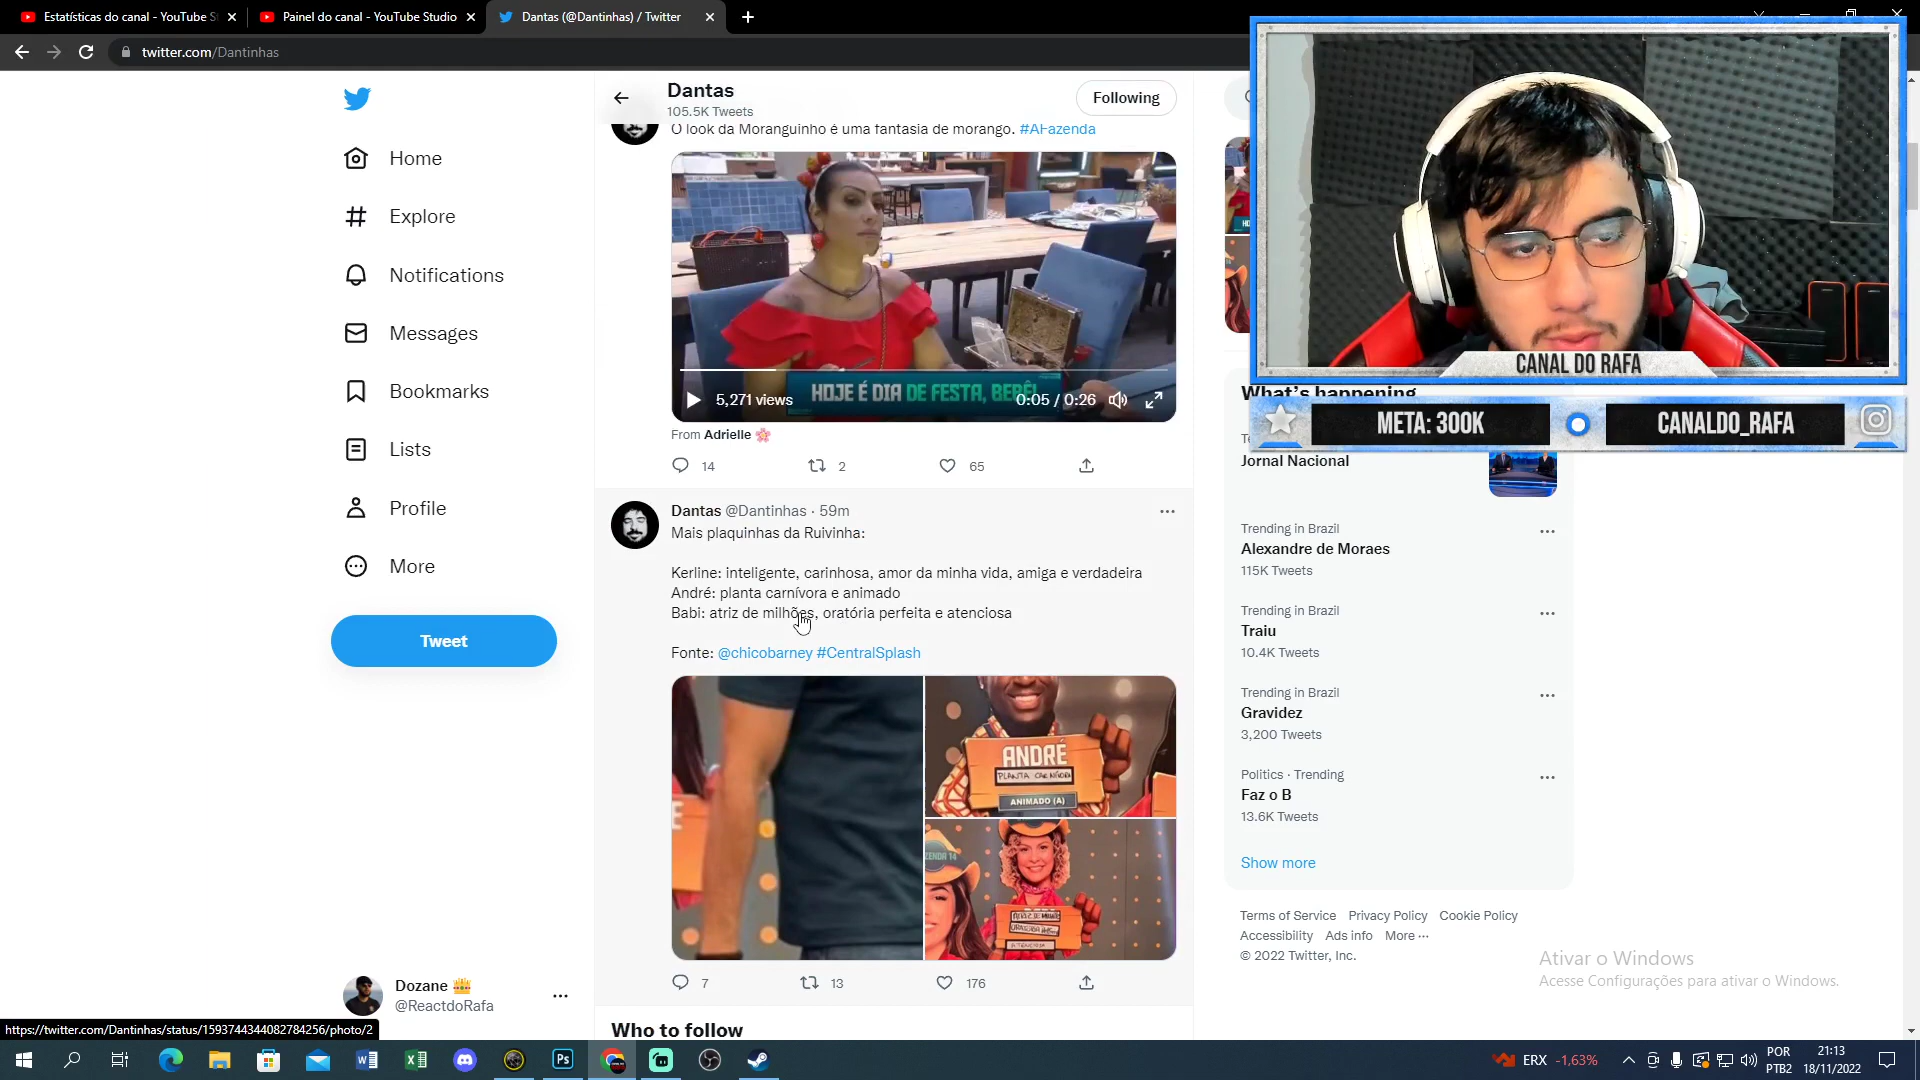 Estatísticas do canal - YouTube S
Painel do canal - YouTube Studio
Dantas (@Dantinhas) / Twitter
twitter.com/Dantinhas
Home
Explore
Notifications
Messages
Bookmarks
Lists
Profile
More
Tweet
Dozane
@ReactdoRafa
https://twitter.com/Dantinhas/status/1593744344082784256/photo/2
Dantas
105.5K Tweets
Following
O look da Moranguinho é uma fantasia de morango. #AFazenda
HOJE É DIA DE FESTA, BEBÊ!
5,271 views
0:05 / 0:26
From Adrielle
14
2
65
Dantas @Dantinhas · 59m
Mais plaquinhas da Ruivinha:
Kerline: inteligente, carinhosa, amor da minha vida, amiga e verdadeira
André: planta carnívora e animado
Babi: atriz de milhões, oratória perfeita e atenciosa
Fonte: @chicobarney #CentralSplash
ANDRÉ
PLANTA CARNÍVORA
ANIMADO (A)
7
13
176
Who to follow
CANAL DO RAFA
META: 300K
CANALDO_RAFA
What's happening
Jornal Nacional
Trending in Brazil
Alexandre de Moraes
115K Tweets
Trending in Brazil
Traiu
10.4K Tweets
Trending in Brazil
Gravidez
3,200 Tweets
Politics · Trending
Faz o B
13.6K Tweets
Show more
Terms of Service Privacy Policy Cookie Policy
Accessibility Ads info More ···
© 2022 Twitter, Inc.
Ativar o Windows
Acesse Configurações para ativar o Windows.
ERX -1,63%
POR
PTB2
21:13
18/11/2022